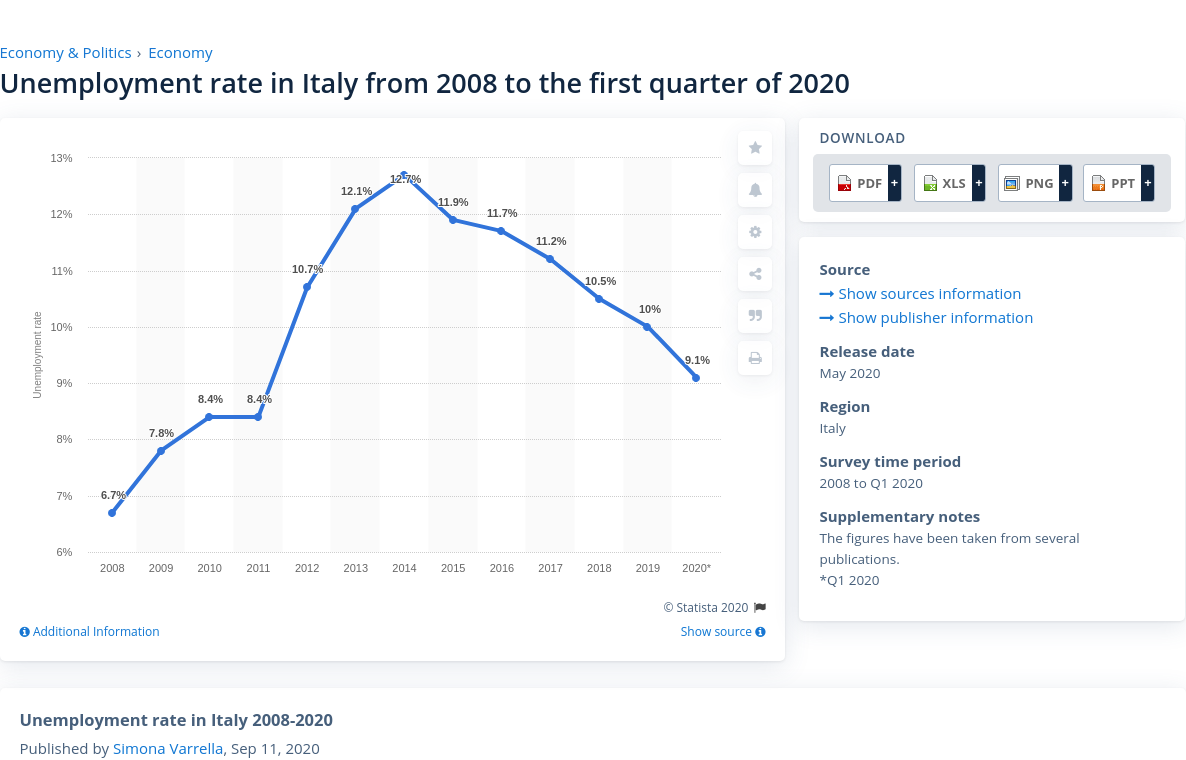 Economy & Politics › Economy
Unemployment rate in Italy from 2008 to the first quarter of 2020
13%
12%
11%
10%
9%
8%
7%
6%
Unemployment rate
6.7%
7.8%
8.4%
8.4%
10.7%
12.1%
12.7%
11.9%
11.7%
11.2%
10.5%
10%
9.1%
2008 2009 2010 2011 2012 2013 2014 2015 2016 2017 2018 2019 2020*
© Statista 2020
Additional Information
Show source
DOWNLOAD
PDF + XLS + PNG + PPT +
Source
Show sources information
Show publisher information
Release date
May 2020
Region
Italy
Survey time period
2008 to Q1 2020
Supplementary notes
The figures have been taken from several
publications.
*Q1 2020
Unemployment rate in Italy 2008-2020
Published by Simona Varrella, Sep 11, 2020